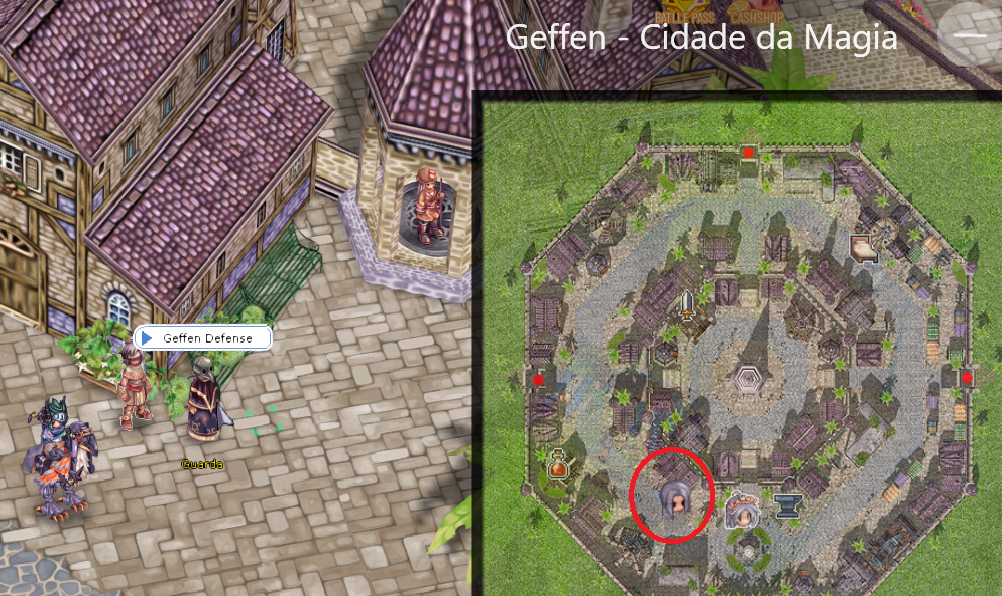 BATTLE PASS CASHSHOP
Geffen - Cidade da Magia
Geffen Defense
Guarda